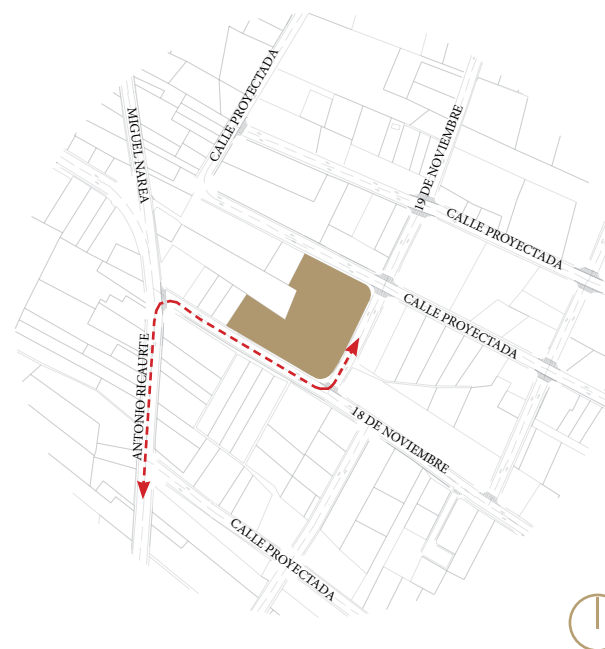 CALLE PROYECTADA
MIGUEL NAREA
19 DE NOVIEMBRE
CALLE PROYECTADA
CALLE PROYECTADA
ANTONIO RICAURTE
18 DE NOVIEMBRE
CALLE PROYECTADA